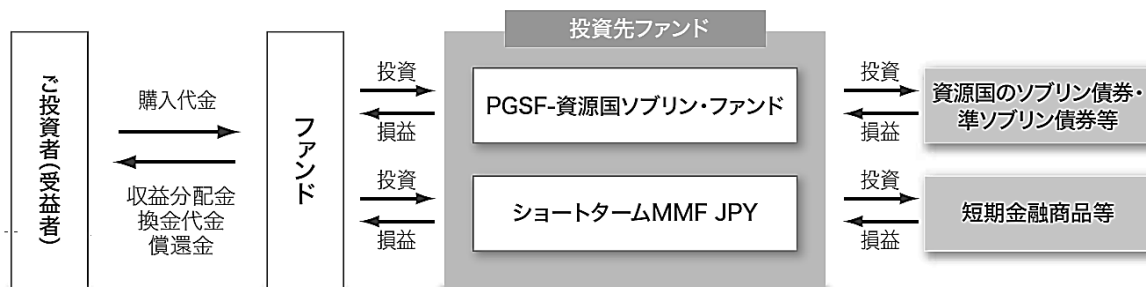 投資先ファンド
ご投資者(受益者)
購入代金
収益分配金
換金代金
償還金
ファンド
投資
損益
PGSF-資源国ソブリン・ファンド
投資
損益
資源国のソブリン債券・
準ソブリン債券等
投資
損益
ショートタームMMF JPY
投資
損益
短期金融商品等